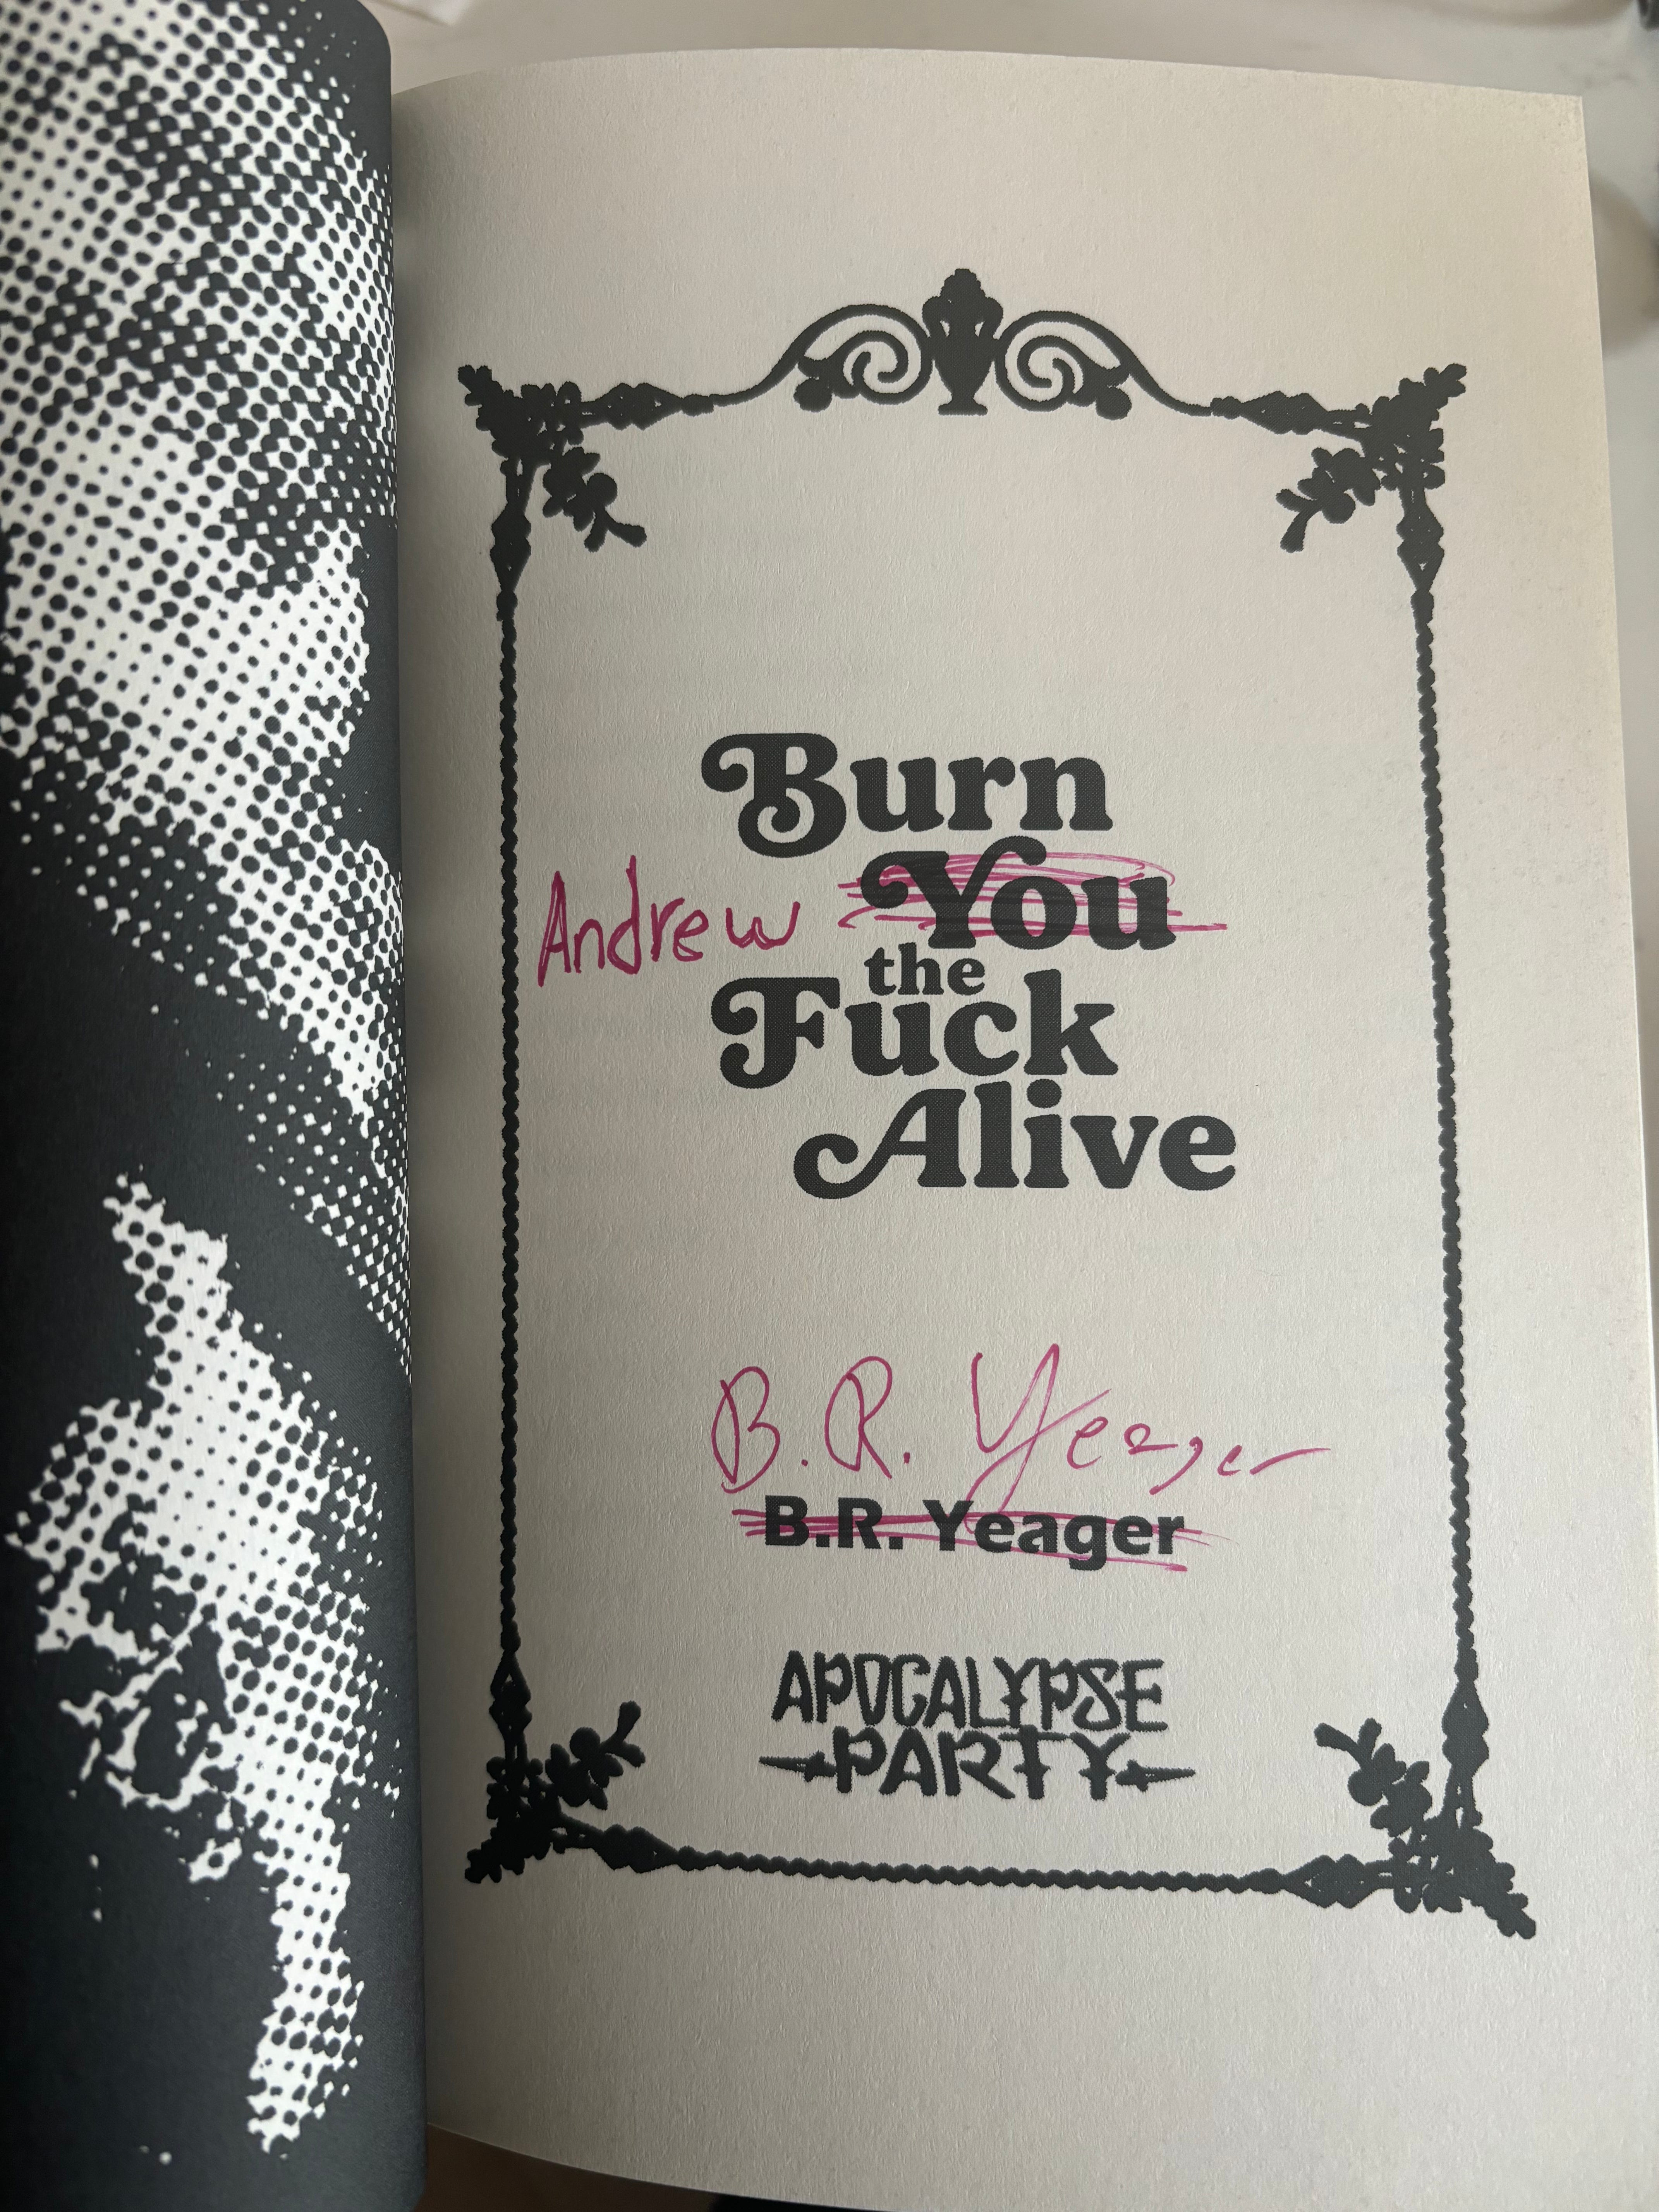 Burn
Andrew You
the
Fuck
Alive
B.R. Yeager
B.R. Yeager
APOCALYPSE
PARTY